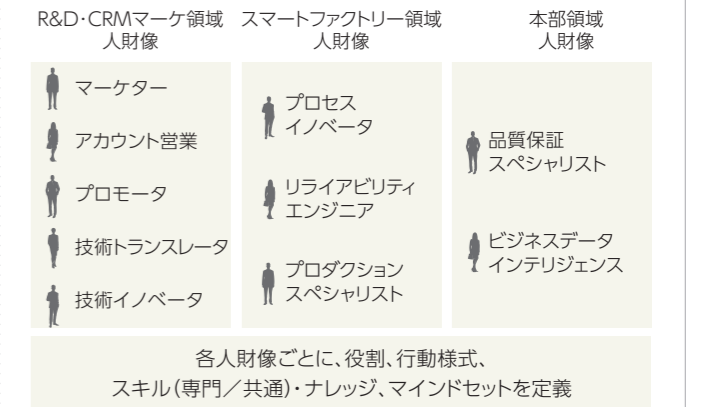 R&D・CRMマーケ領域
人財像
マーケター
アカウント営業
プロモータ
技術トランスレータ
技術イノベータ
スマートファクトリー領域
人財像
プロセス
イノベータ
リライアビリティ
エンジニア
プロダクション
スペシャリスト
本部領域
人財像
品質保証
スペシャリスト
ビジネスデータ
インテリジェンス
各人財像ごとに、役割、行動様式、
スキル（専門／共通）・ナレッジ、マインドセットを定義